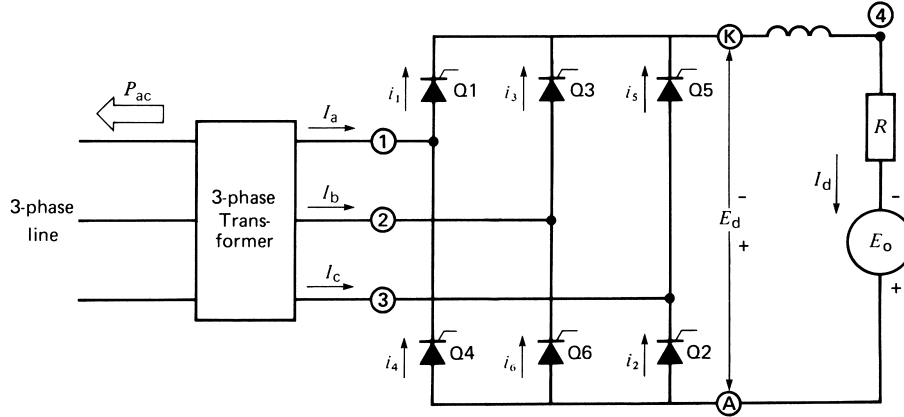 4
K
P_ac
i_1
Q1
i_3
Q3
i_5
Q5
I_a
1
R
3-phase line
3-phase Trans- former
I_b
2
−
E_d
+
I_d
−
E_o
+
I_c
3
i_4
Q4
i_6
Q6
i_2
Q2
A